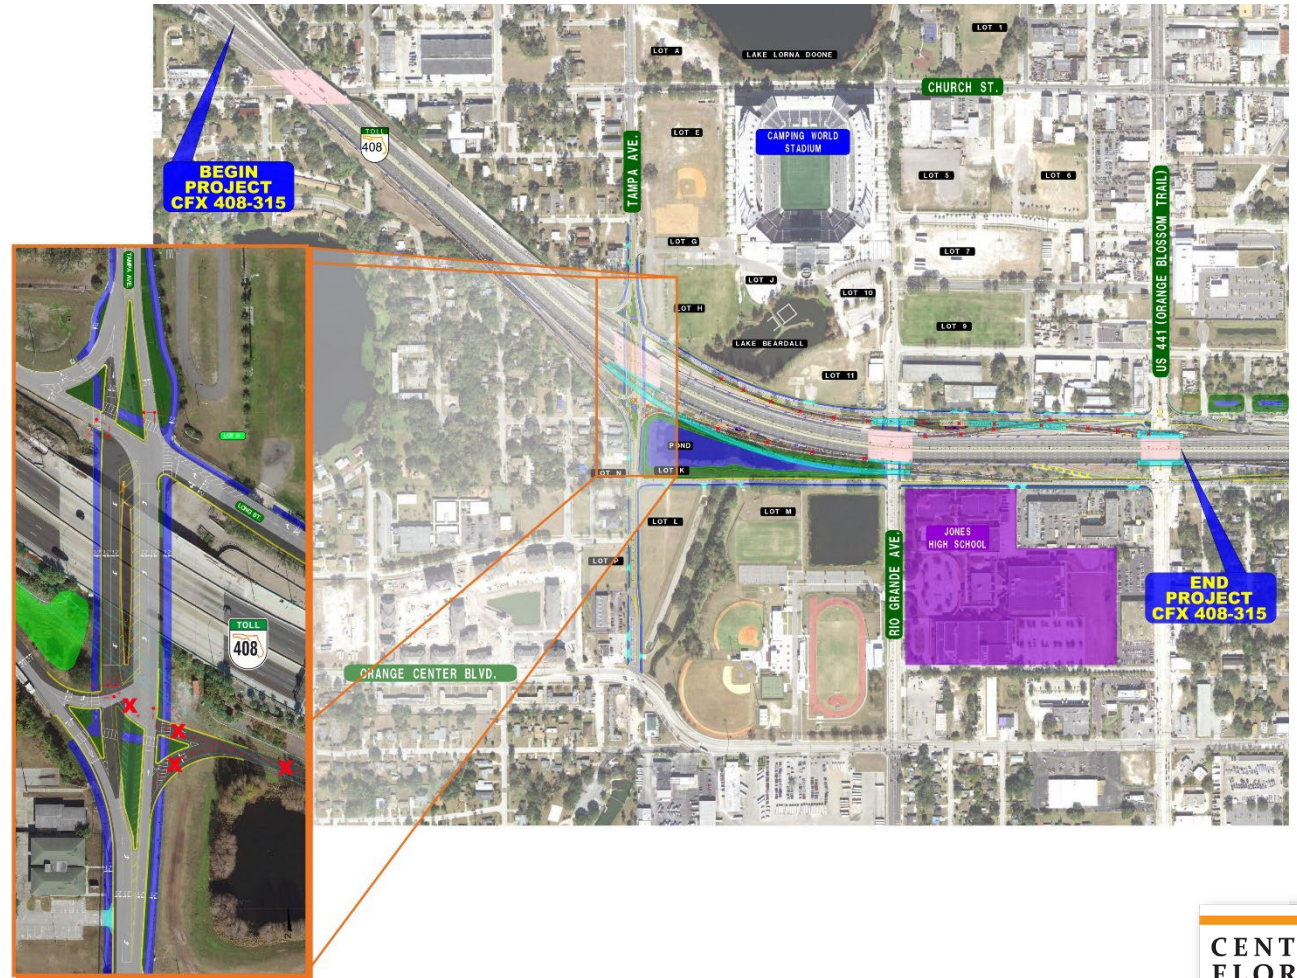 LOT 1
LOT A
LAKE LORNA DOONE
CHURCH ST.
TOLL
408
LOT E
CAMPING WORLD
STADIUM
TAMPA AVE.
BEGIN
PROJECT
CFX 408-315
LOT 5
LOT 6
US 441 (ORANGE BLOSSOM TRAIL)
LOT G
LOT 7
TAMPA AVE.
LOT J
LOT 10
LOT H
LOT 9
LAKE BEARDALL
LOT 11
LOT H
POND
LOT N
LOT K
LONG ST.
LOT L
LOT M
JONES
HIGH SCHOOL
RIO GRANDE AVE.
LOT P
END
PROJECT
CFX 408-315
TOLL
408
ORANGE CENTER BLVD.
CENT
FLOR